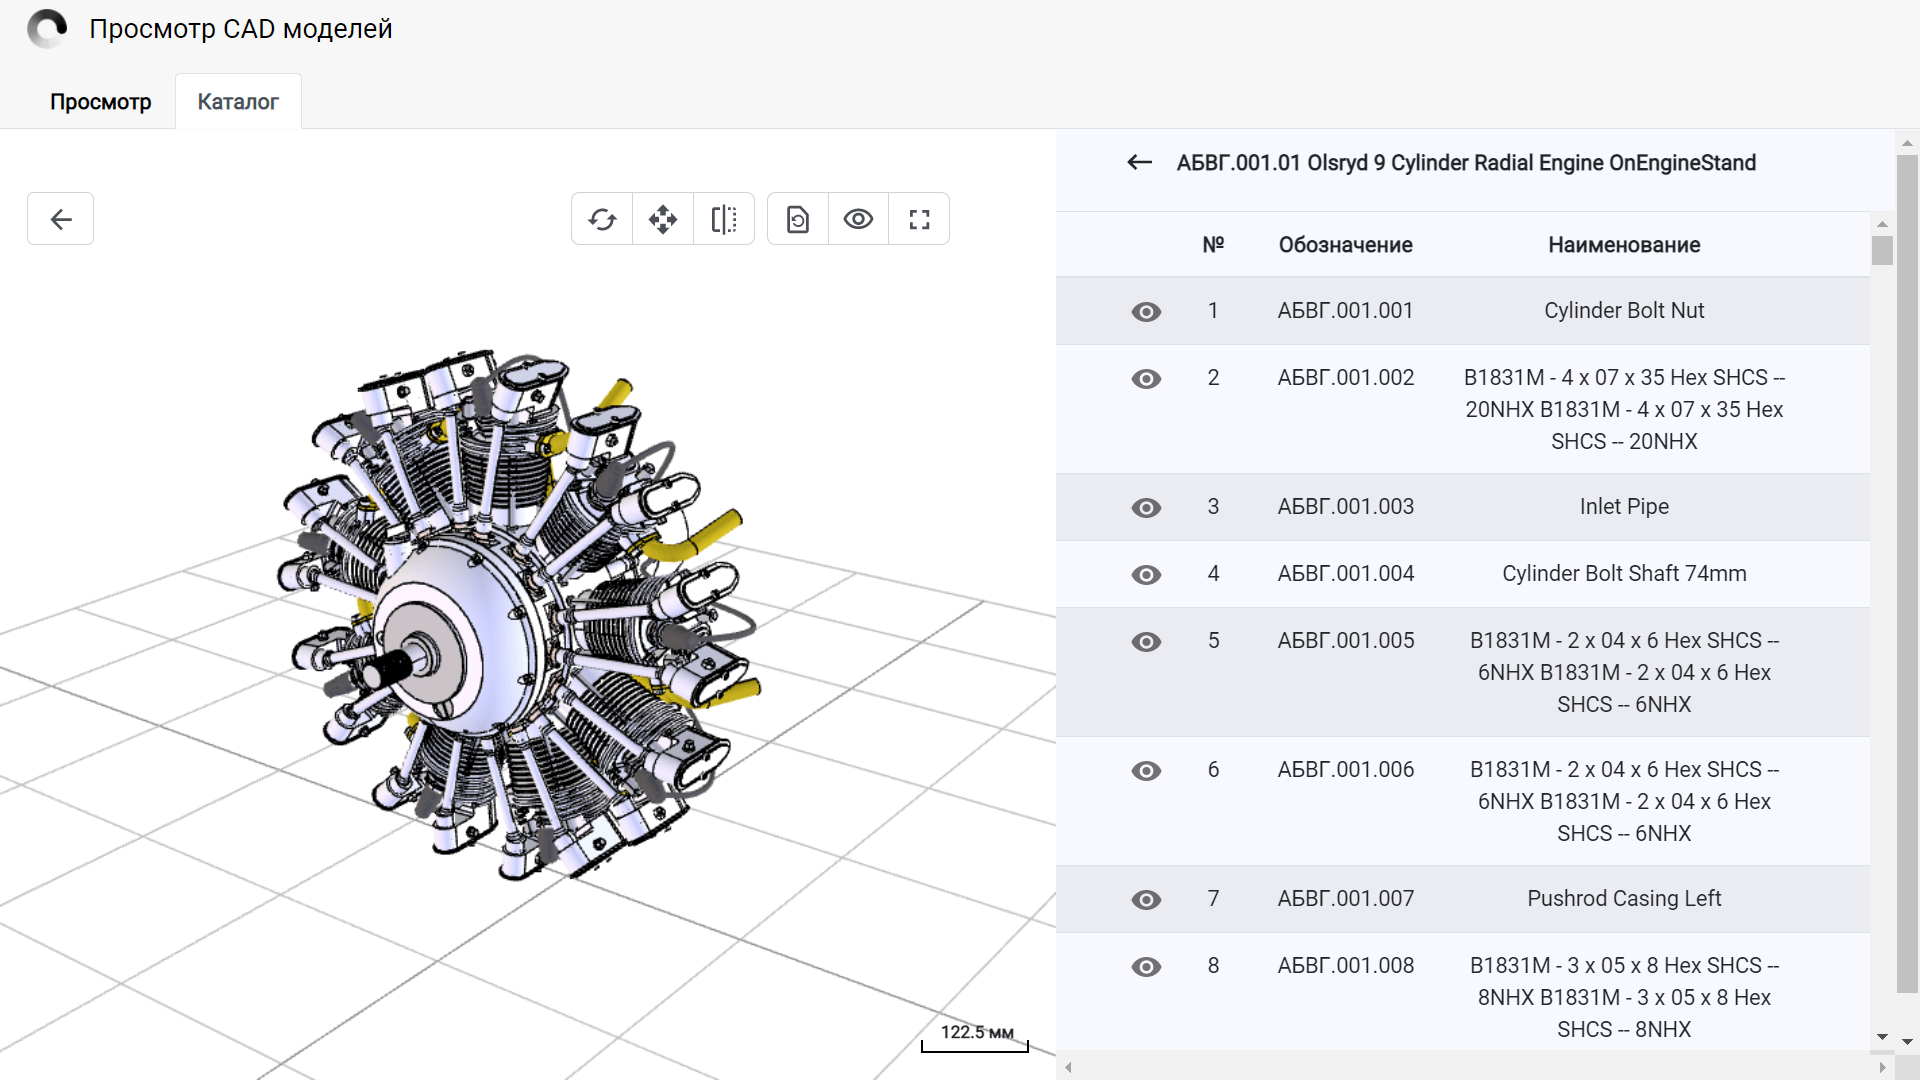 Просмотр CAD моделей
Просмотр
Каталог
АБВГ.001.01 Olsryd 9 Cylinder Radial Engine OnEngineStand
№ Обозначение Наименование
1 АБВГ.001.001 Cylinder Bolt Nut
2 АБВГ.001.002 B1831M - 4 x 07 x 35 Hex SHCS --
20NHX B1831M - 4 x 07 x 35 Hex
SHCS -- 20NHX
3 АБВГ.001.003 Inlet Pipe
4 АБВГ.001.004 Cylinder Bolt Shaft 74mm
5 АБВГ.001.005 B1831M - 2 x 04 x 6 Hex SHCS --
6NHX B1831M - 2 x 04 x 6 Hex
SHCS -- 6NHX
6 АБВГ.001.006 B1831M - 2 x 04 x 6 Hex SHCS --
6NHX B1831M - 2 x 04 x 6 Hex
SHCS -- 6NHX
7 АБВГ.001.007 Pushrod Casing Left
8 АБВГ.001.008 B1831M - 3 x 05 x 8 Hex SHCS --
8NHX B1831M - 3 x 05 x 8 Hex
SHCS -- 8NHX
122.5 мм